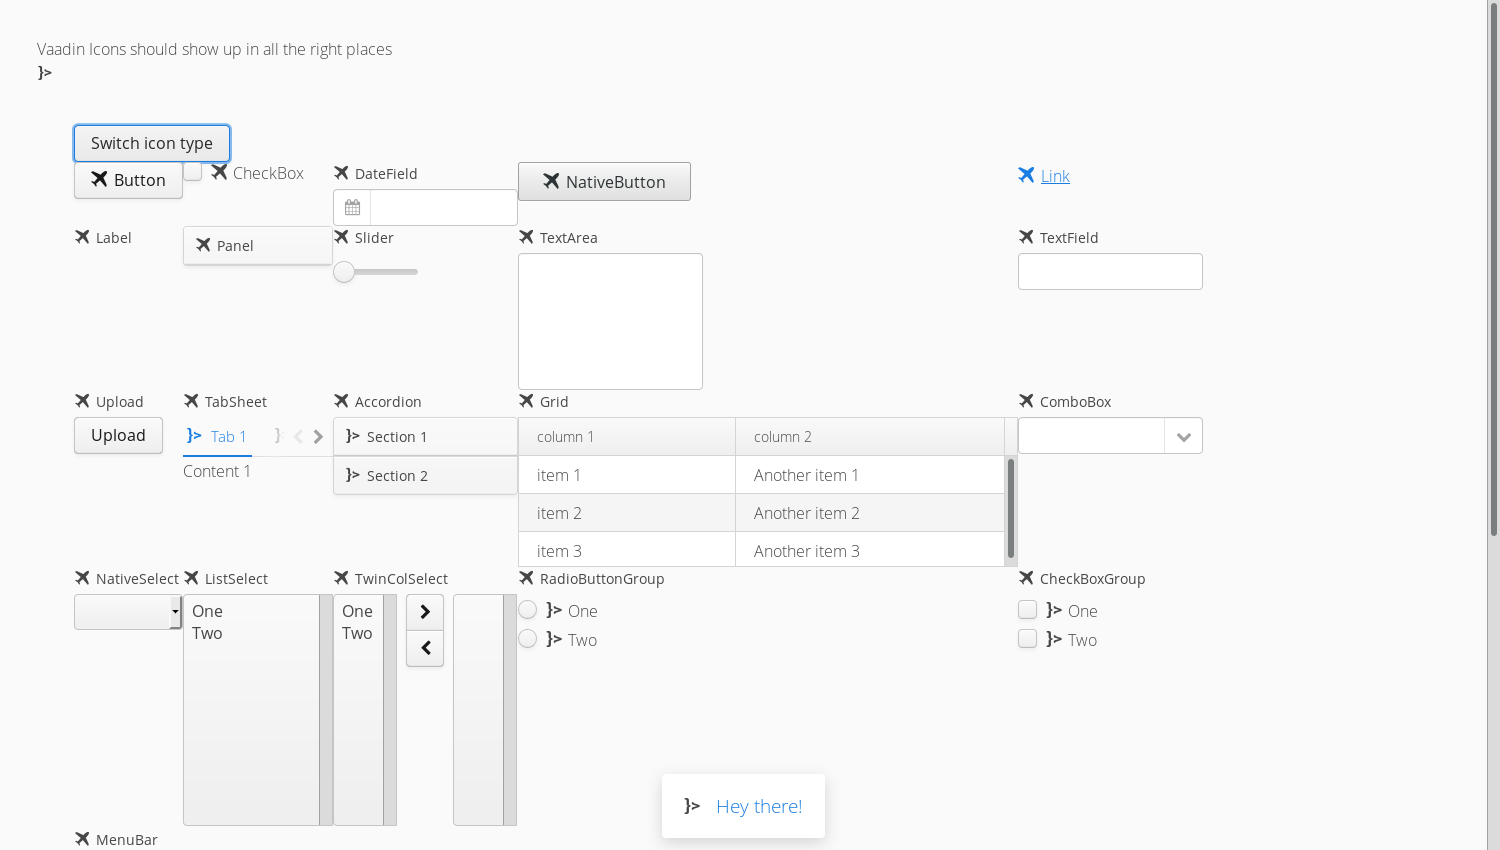 Vaadin Icons should show up in all the right places
}>
Switch icon type
Button
CheckBox
DateField
NativeButton
Link
Label
Panel
Slider
TextArea
TextField
Upload
TabSheet
Accordion
Grid
ComboBox
Upload
}> Tab 1
}> Section 1
column 1
column 2
Content 1
}> Section 2
item 1
Another item 1
item 2
Another item 2
item 3
Another item 3
NativeSelect
ListSelect
TwinColSelect
RadioButtonGroup
CheckBoxGroup
One
Two
One
Two
}> One
}> Two
}> One
}> Two
}> Hey there!
MenuBar